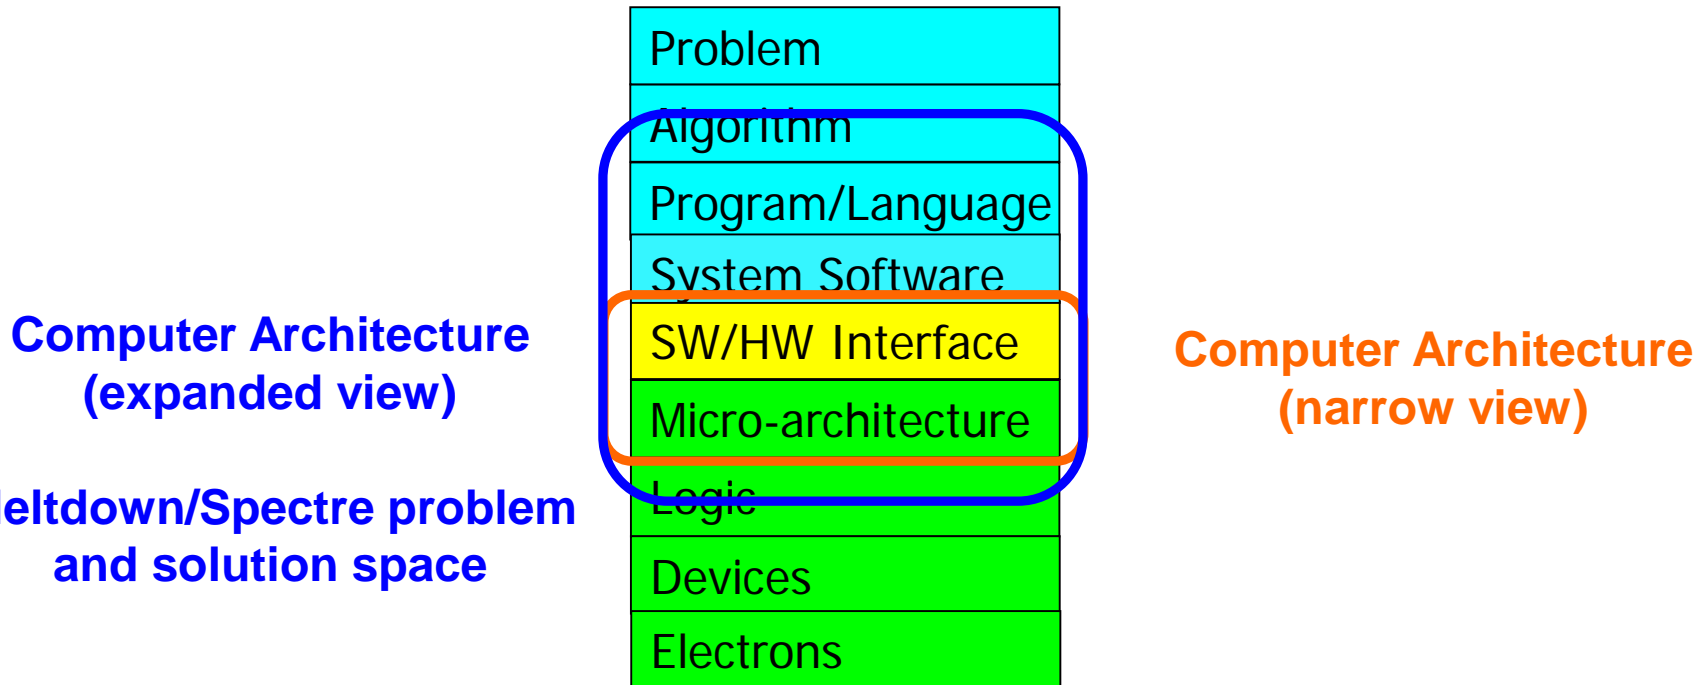 Problem
Algorithm
Program/Language
System Software
SW/HW Interface
Micro-architecture
Logic
Devices
Electrons
Computer Architecture
(expanded view)
eltdown/Spectre problem
and solution space
Computer Architecture
(narrow view)